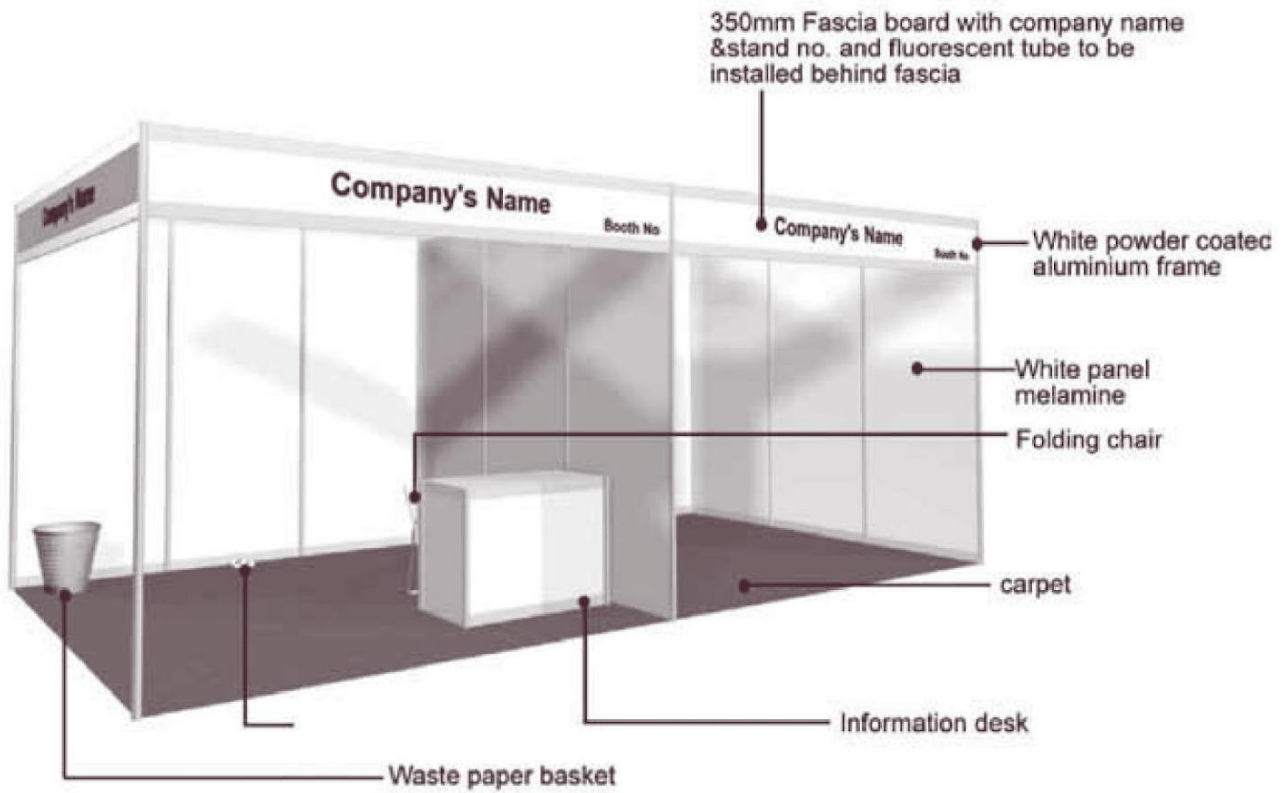 350mm Fascia board with company name
&stand no. and fluorescent tube to be
installed behind fascia
Company's Name
Company's Name
Booth No
Company's Name
Booth No
White powder coated
aluminium frame
White panel
melamine
Folding chair
carpet
Information desk
Waste paper basket